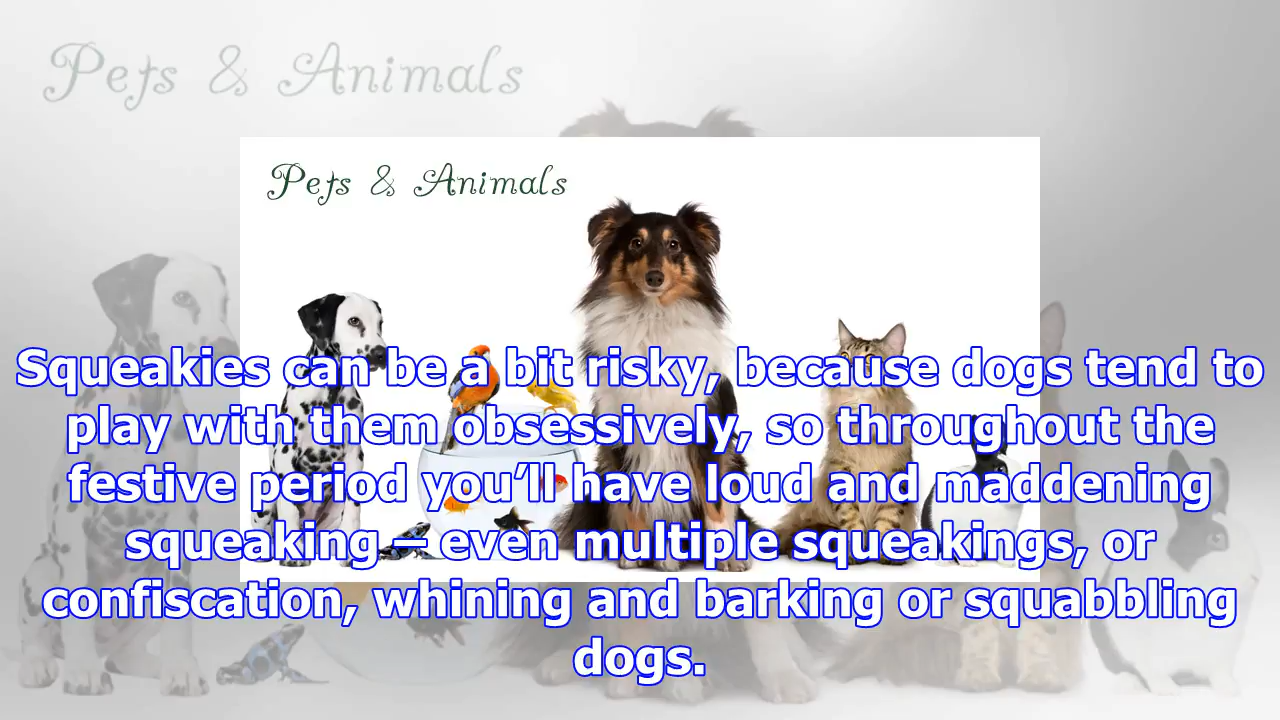 Pets & Animals
Pets & Animals
Squeakies can be a bit risky, because dogs tend to
play with them obsessively, so throughout the
festive period you’ll have loud and maddening
squeaking – even multiple squeakings, or
confiscation, whining and barking or squabbling
dogs.